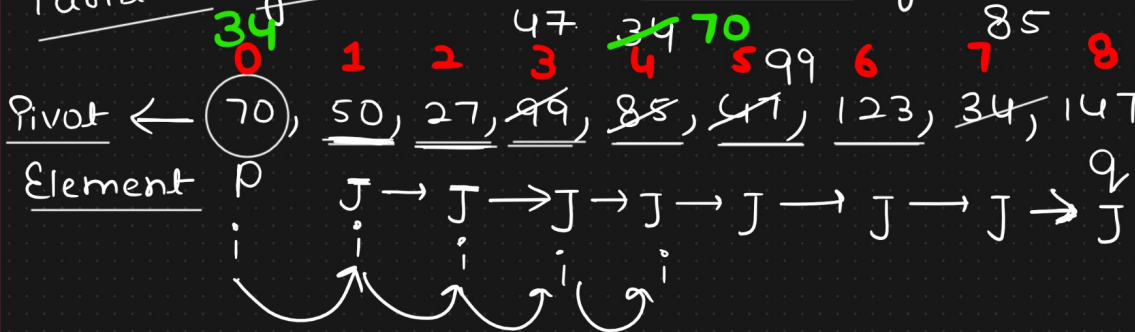 34 47 34 70 85
0 1 2 3 4 5 99 6 7 8
Pivot ← 70, 50, 27, 99, 85, 47, 123, 34, 147
Element P J → J → J → J → J → J → J → J q
i i i i i